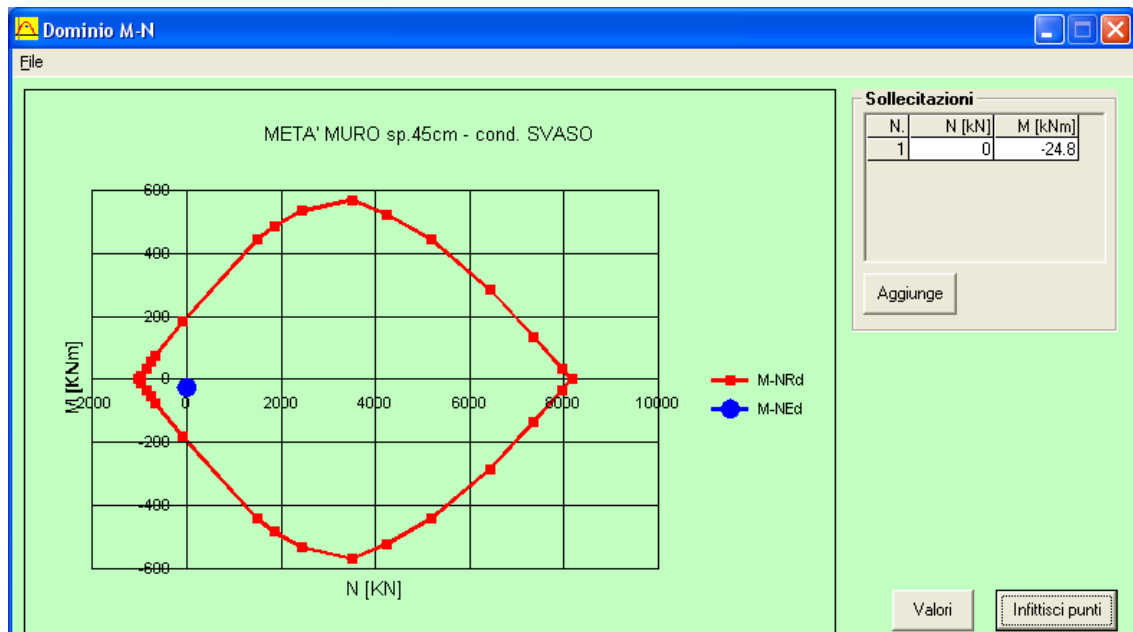 Dominio M-N
File
META' MURO sp.45cm - cond. SVASO
600
400
200
0
-200
-400
-600
-2000 0 2000 4000 6000 8000 10000
M [KNm]
N [KN]
M-NRd
M-NEd
Sollecitazioni
N. N [kN] M [kNm]
1 0 -24.8
Aggiunge
Valori
Infittisci punti